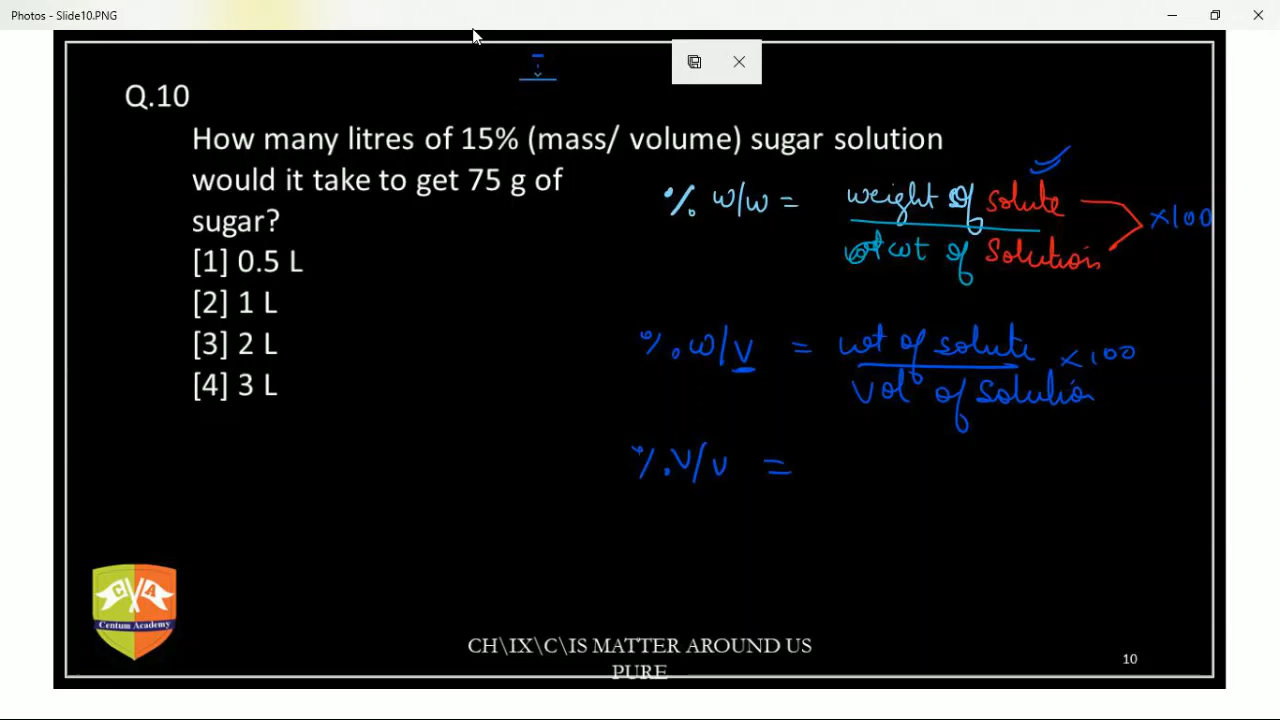 Photos - Slide10.PNG
Q.10
How many litres of 15% (mass/ volume) sugar solution
would it take to get 75 g of
sugar?
[1] 0.5 L
[2] 1 L
[3] 2 L
[4] 3 L
% w/w = weight of solute
wt of solution
×100
% w/v = wt of solute × 100
vol of solution
% v/v =
C A
Centum Academy
CH\IX\C\IS MATTER AROUND US
PURE
10